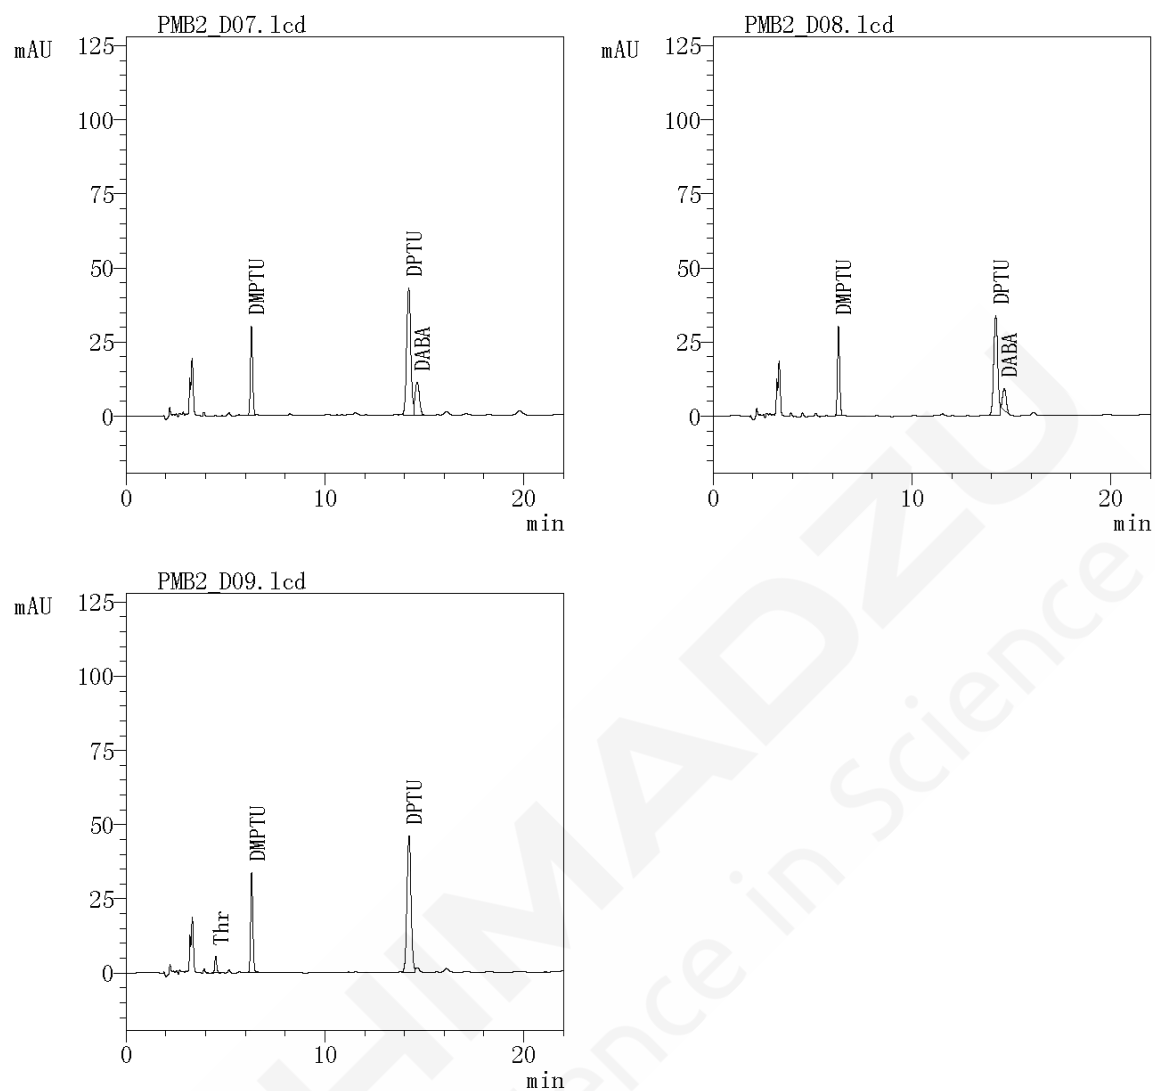 PMB2_D07.lcd
mAU
125
100
75
50
25
0
DMPTU
DPTU
DABA
0 10 20
min
PMB2_D08.lcd
mAU
125
100
75
50
25
0
DMPTU
DPTU
DABA
0 10 20
min
PMB2_D09.lcd
mAU
125
100
75
50
25
0
Thr
DMPTU
DPTU
0 10 20
min
HIMADZU
ence in Science